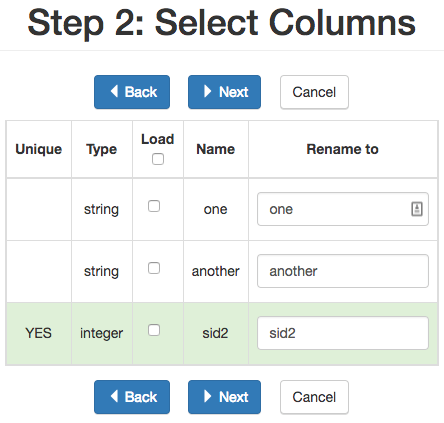 Step 2: Select Columns
Back Next Cancel
Unique Type Load Name Rename to
string one one
string another another
YES integer sid2 sid2
Back Next Cancel